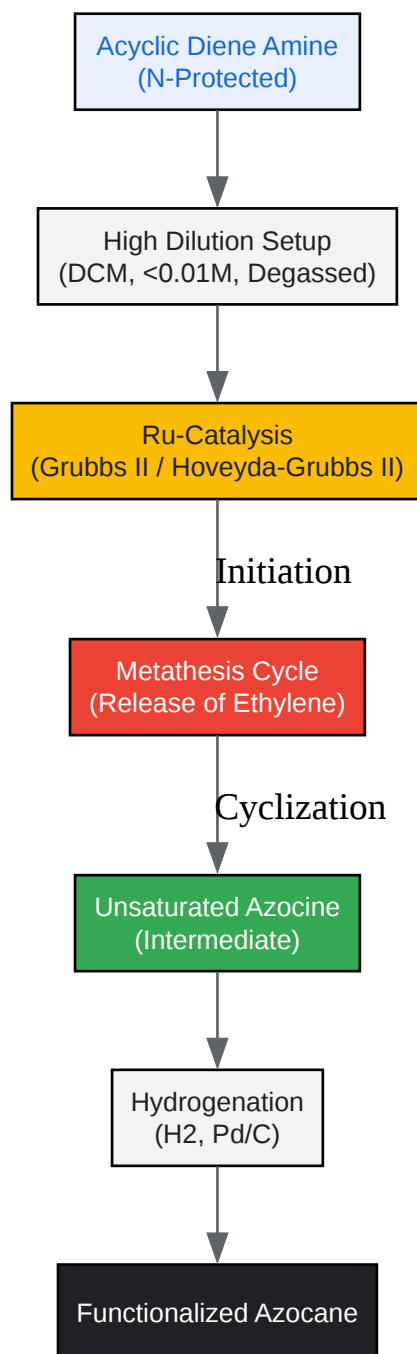 Acyclic Diene Amine
(N-Protected)
High Dilution Setup
(DCM, <0.01M, Degassed)
Ru-Catalysis
(Grubbs II / Hoveyda-Grubbs II)
Initiation
Metathesis Cycle
(Release of Ethylene)
Cyclization
Unsaturated Azocine
(Intermediate)
Hydrogenation
(H2, Pd/C)
Functionalized Azocane